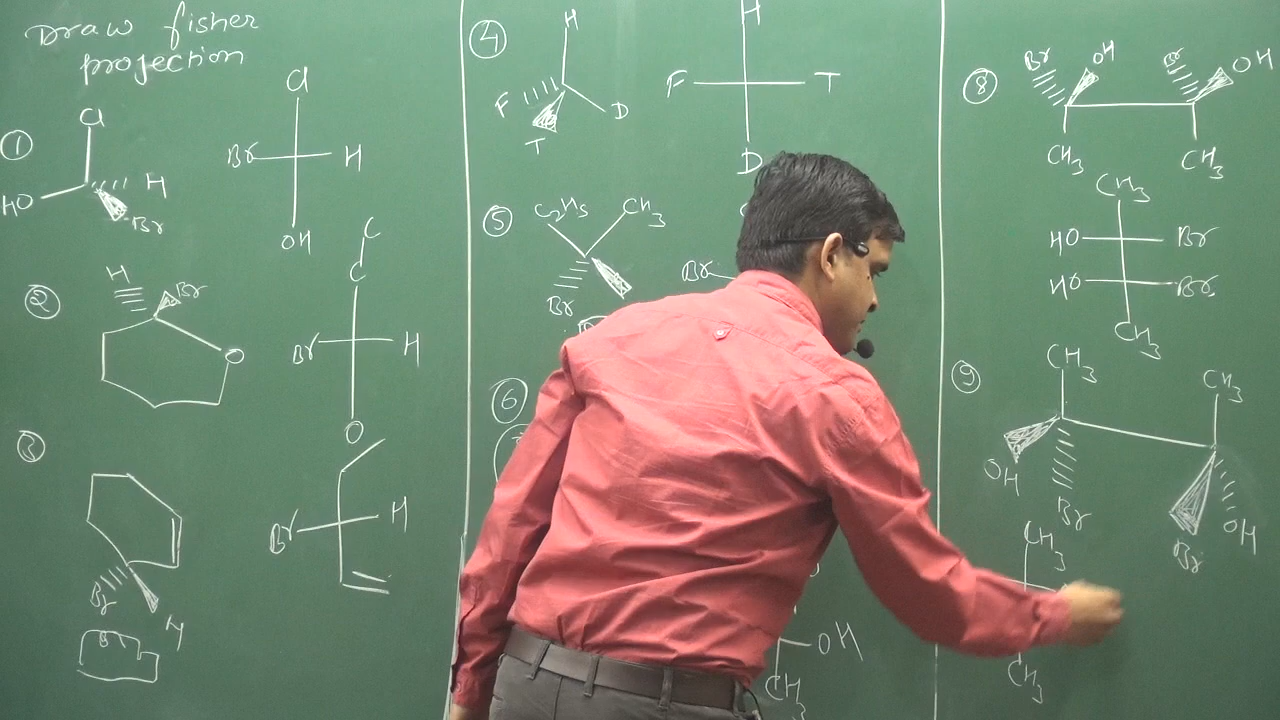 Draw fisher
projection
①
Cl
HO
H
Br
Cl
Br H
OH
②
H
Br
O
C
C
Br H
O
③
Br
H
Br H
④
H
F
D
T
H
F T
D
⑤
C2H5 CH3
Br
Br
⑥
OH
CH3
⑧
Br OH Br OH
CH3 CH3
CH3
HO Br
HO Br
CH3
⑨
CH3
CH3
OH
Br
Br
OH
CH3
CH3